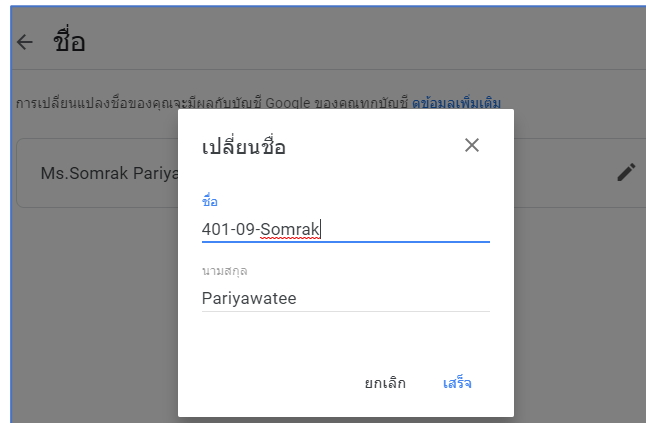 ชื่อ
การเปลี่ยนแปลงชื่อของคุณจะมีผลกับบัญชี Google ของคุณทุกบัญชี ดูข้อมูลเพิ่มเติม
เปลี่ยนชื่อ
Ms.Somrak Pariya
ชื่อ
401-09-Somrak
นามสกุล
Pariyawatee
ยกเลิก เสร็จ